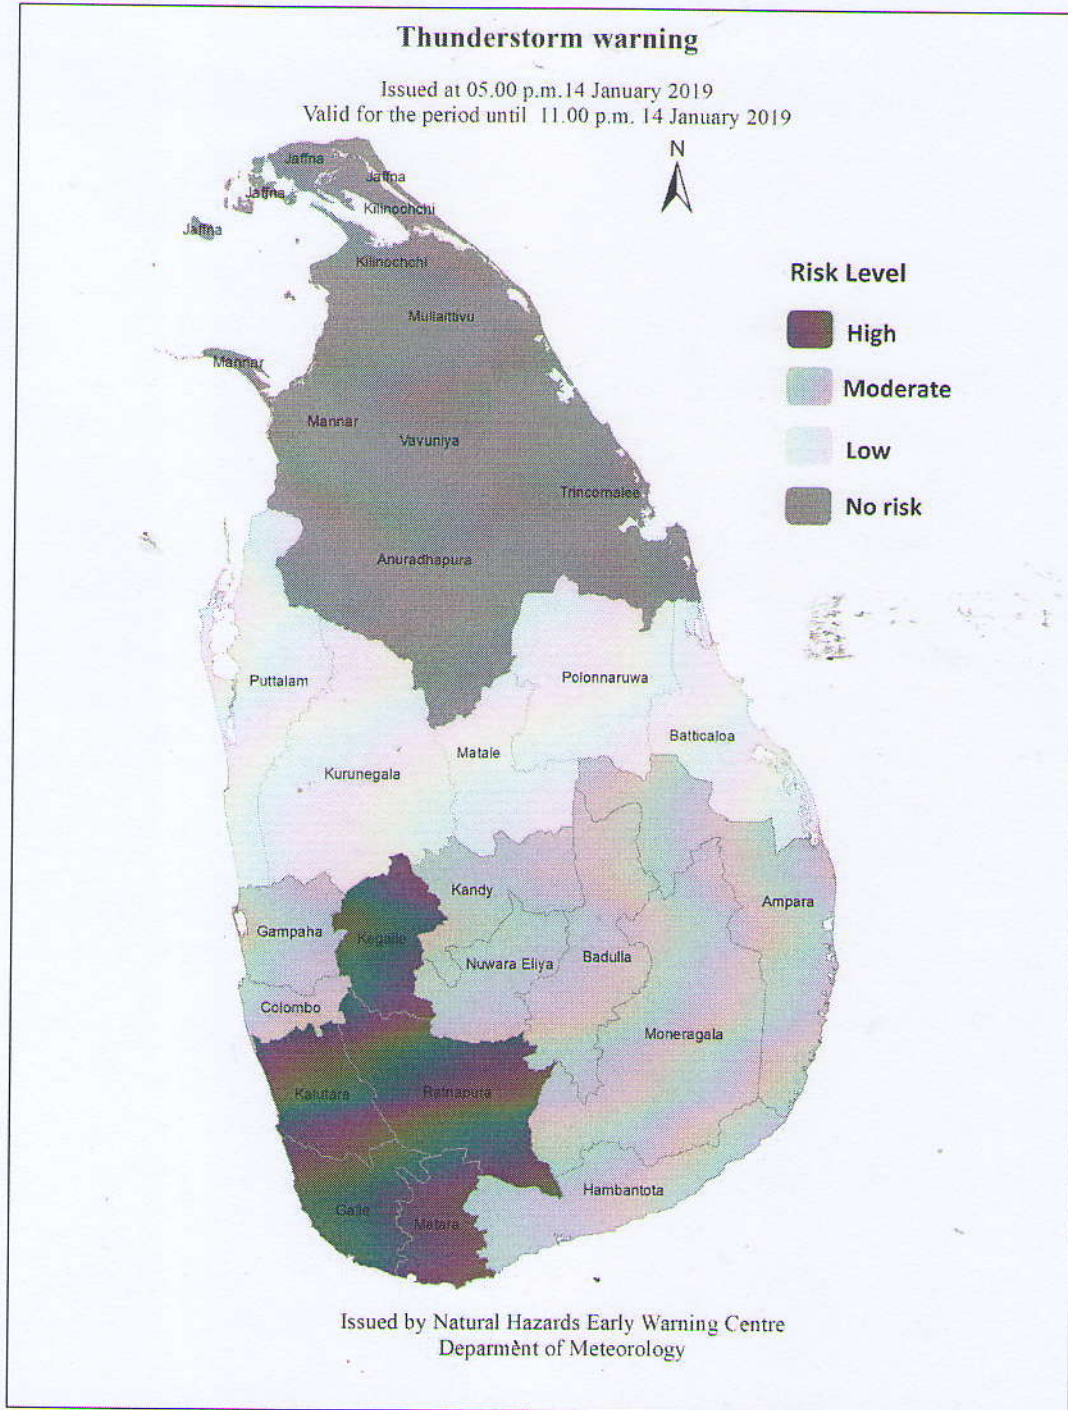 Thunderstorm warning
Issued at 05.00 p.m.14 January 2019
Valid for the period until 11.00 p.m. 14 January 2019
N
Jaffna
Jaffna
Jaffna
Kilinochchi
Jaffna
Kilinochchi
Risk Level
Mullaittivu
High
Mannar
Moderate
Mannar
Vavuniya
Low
Trincomalee
No risk
Anuradhapura
Puttalam
Polonnaruwa
Batticaloa
Matale
Kurunegala
Kandy
Ampara
Gampaha
Kegalle
Nuwara Eliya
Badulla
Colombo
Moneragala
Kalutara
Ratnapura
Hambantota
Galle
Matara
Issued by Natural Hazards Early Warning Centre
Deparment of Meteorology